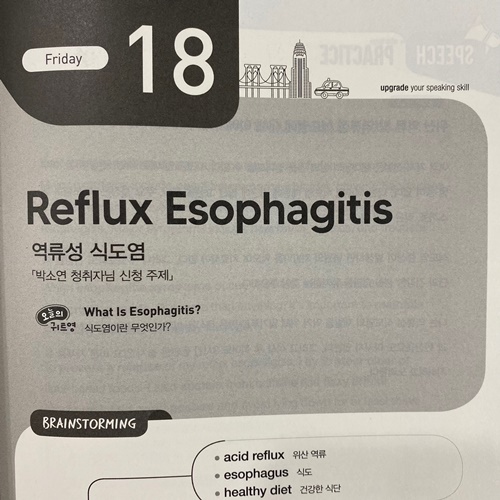 SPEECH PRACTICE
Friday
18
upgrade your speaking skill
Reflux Esophagitis
역류성 식도염
「박소연 청취자님 신청 주제」
오늘의
귀트영
What Is Esophagitis?
식도염이란 무엇인가?
BRAINSTORMING
acid reflux 위산 역류
esophagus 식도
healthy diet 건강한 식단